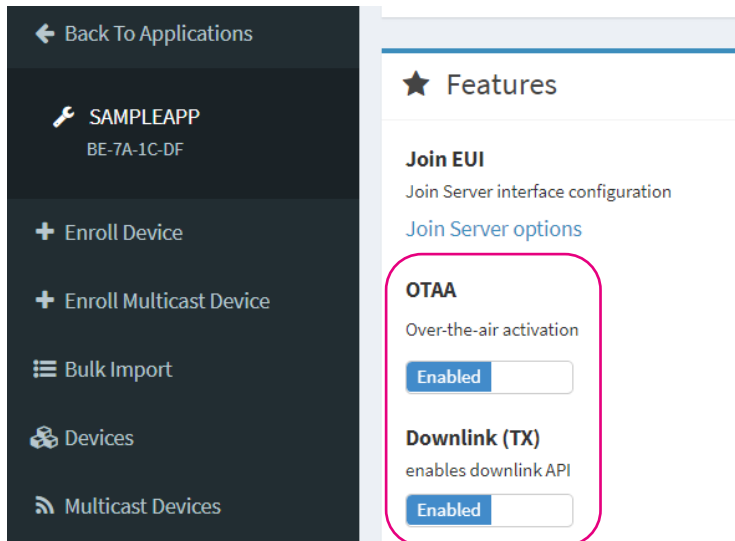 Back To Applications
SAMPLEAPP
BE-7A-1C-DF
Enroll Device
Enroll Multicast Device
Bulk Import
Devices
Multicast Devices
Features
Join EUI
Join Server interface configuration
Join Server options
OTAA
Over-the-air activation
Enabled
Downlink (TX)
enables downlink API
Enabled